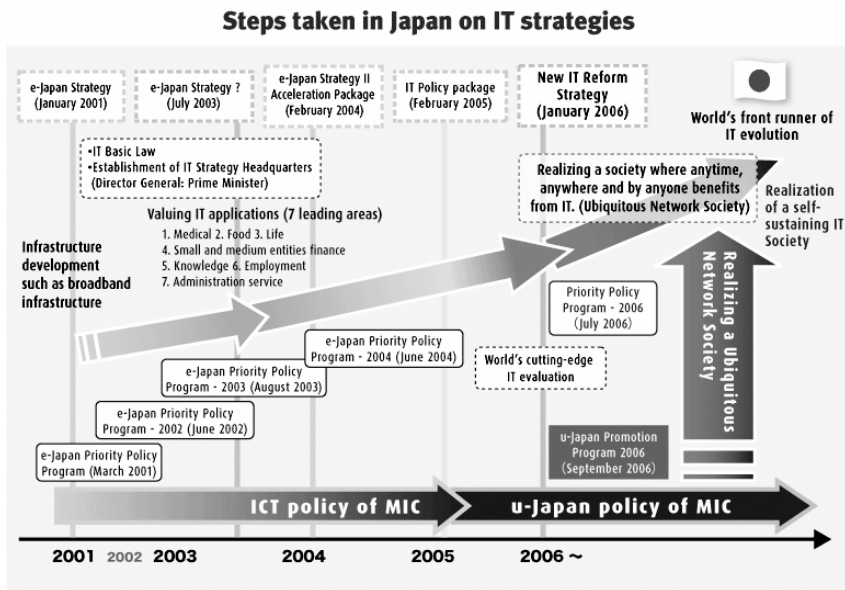 Steps taken in Japan on IT strategies
e-Japan Strategy
(January 2001)
e-Japan Strategy ?
(July 2003)
e-Japan Strategy II
Acceleration Package
(February 2004)
IT Policy package
(February 2005)
New IT Reform
Strategy
(January 2006)
World's front runner of
IT evolution
•IT Basic Law
•Establishment of IT Strategy Headquarters
(Director General: Prime Minister)
Realizing a society where anytime,
anywhere and by anyone benefits
from IT. (Ubiquitous Network Society)
Realization
of a self-
sustaining IT
Society
Valuing IT applications (7 leading areas)
1. Medical 2. Food 3. Life
4. Small and medium entities finance
5. Knowledge 6. Employment
7. Administration service
Infrastructure
development
such as broadband
infrastructure
Realizing a Ubiquitous
Network Society
Priority Policy
Program - 2006
(July 2006)
e-Japan Priority Policy
Program - 2004 (June 2004)
World's cutting-edge
IT evaluation
e-Japan Priority Policy
Program - 2003 (August 2003)
e-Japan Priority Policy
Program - 2002 (June 2002)
e-Japan Priority Policy
Program (March 2001)
u-Japan Promotion
Program 2006
(September 2006)
ICT policy of MIC
u-Japan policy of MIC
2001 2002 2003 2004 2005 2006 ~